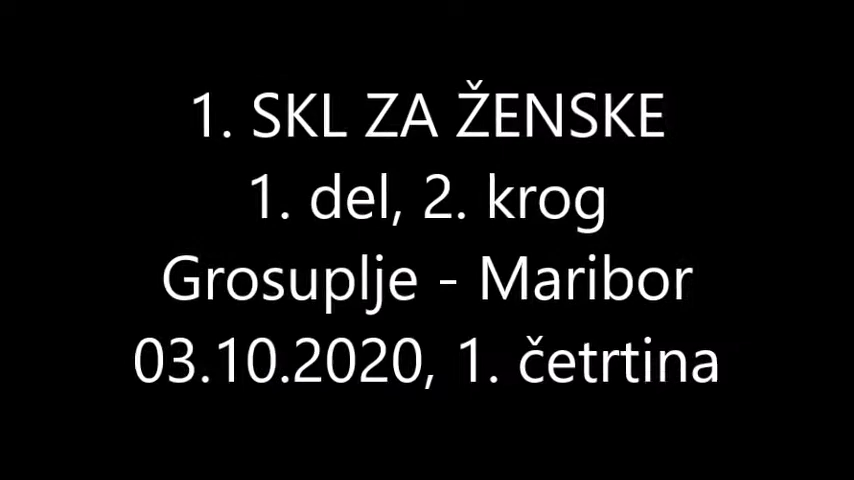 1. SKL ZA ŽENSKE
1. del, 2. krog
Grosuplje - Maribor
03.10.2020, 1. četrtina